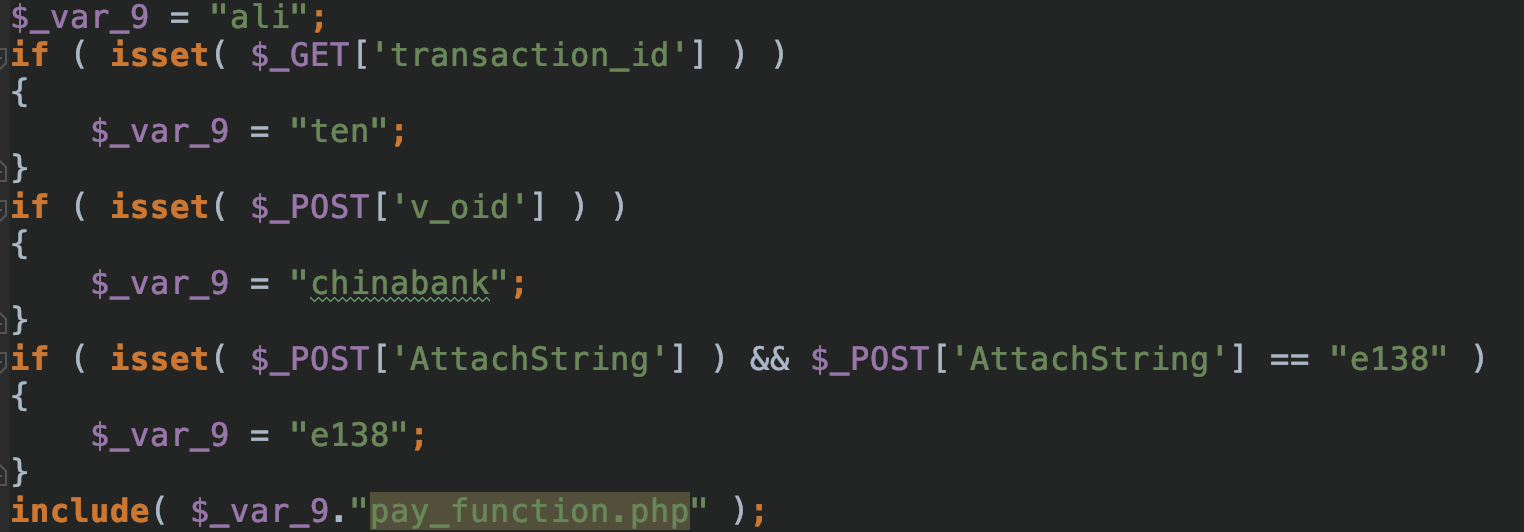 $_var_9 = "ali";
if ( isset( $_GET['transaction_id'] ) )
{
    $_var_9 = "ten";
}
if ( isset( $_POST['v_oid'] ) )
{
    $_var_9 = "chinabank";
}
if ( isset( $_POST['AttachString'] ) && $_POST['AttachString'] == "e138" )
{
    $_var_9 = "e138";
}
include( $_var_9."pay_function.php" );